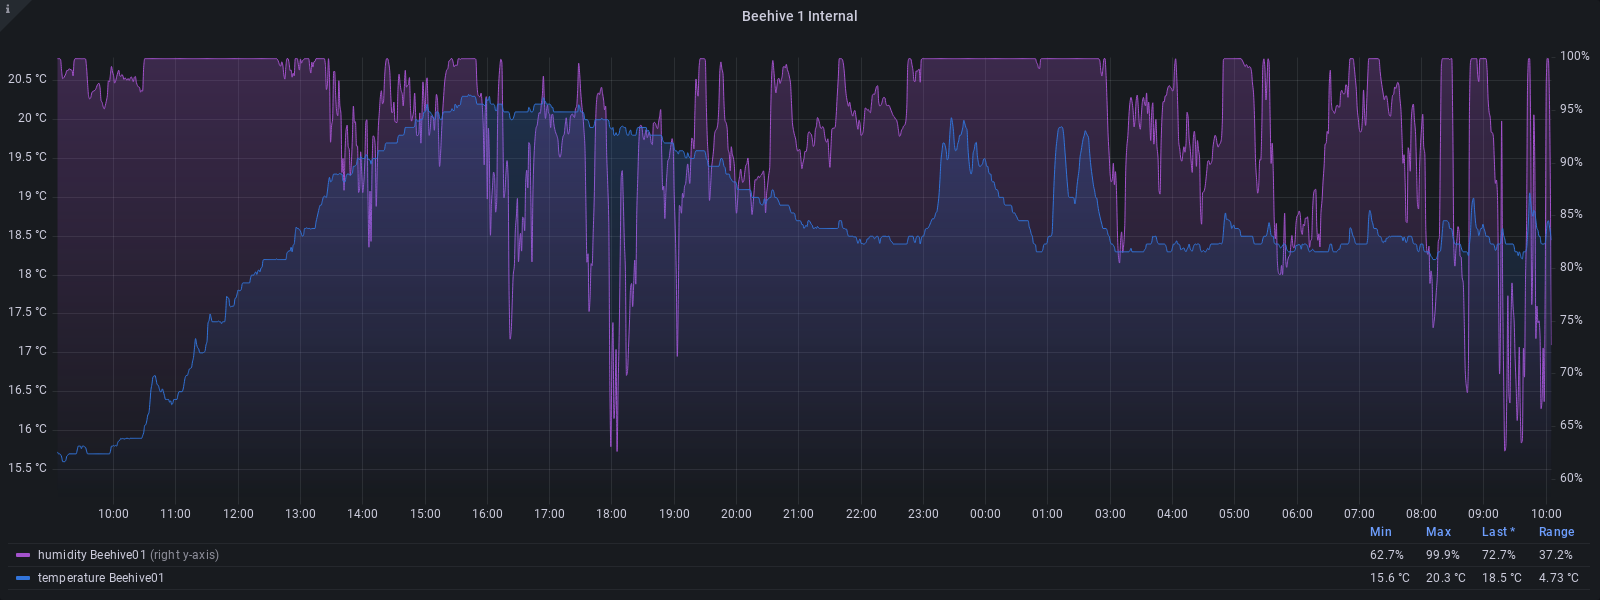 i
Beehive 1 Internal
20.5 °C
20 °C
19.5 °C
19 °C
18.5 °C
18 °C
17.5 °C
17 °C
16.5 °C
16 °C
15.5 °C
100%
95%
90%
85%
80%
75%
70%
65%
60%
10:00 11:00 12:00 13:00 14:00 15:00 16:00 17:00 18:00 19:00 20:00 21:00 22:00 23:00 00:00 01:00 02:00 03:00 04:00 05:00 06:00 07:00 08:00 09:00 10:00
Min Max Last * Range
humidity Beehive01 (right y-axis) 62.7% 99.9% 72.7% 37.2%
temperature Beehive01 15.6 °C 20.3 °C 18.5 °C 4.73 °C